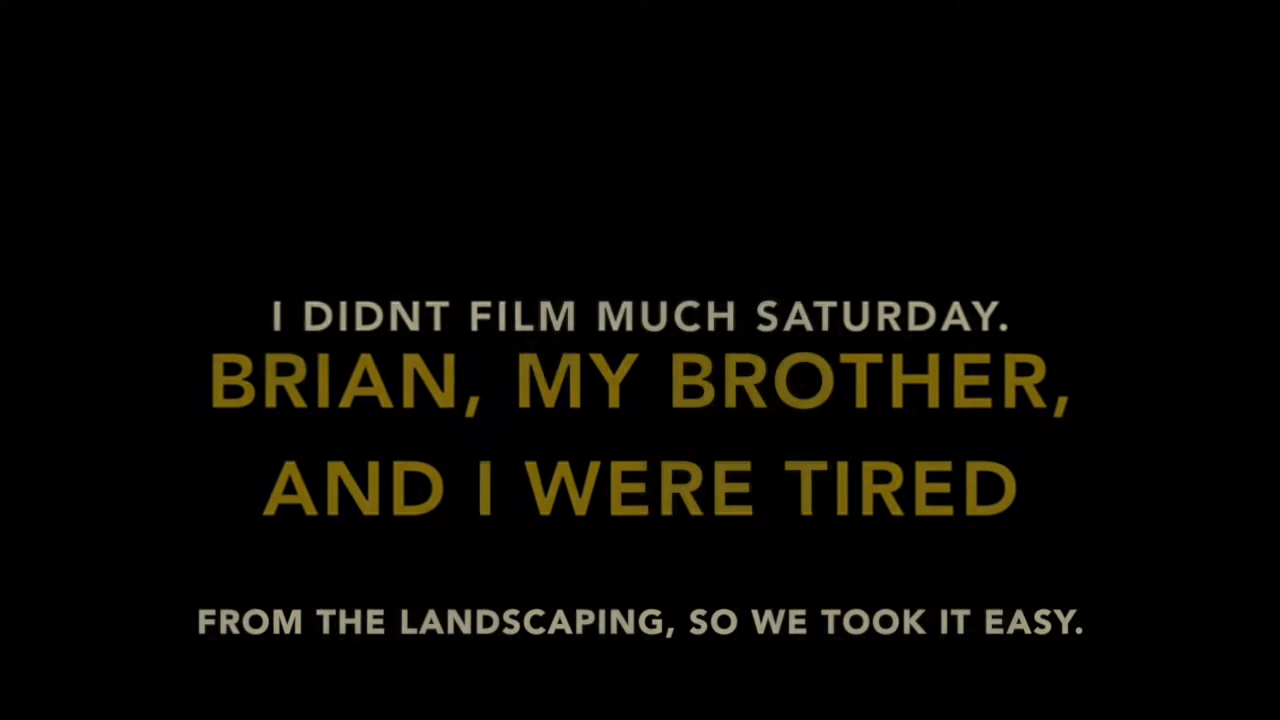 I DIDNT FILM MUCH SATURDAY.
BRIAN, MY BROTHER,
AND I WERE TIRED
FROM THE LANDSCAPING, SO WE TOOK IT EASY.